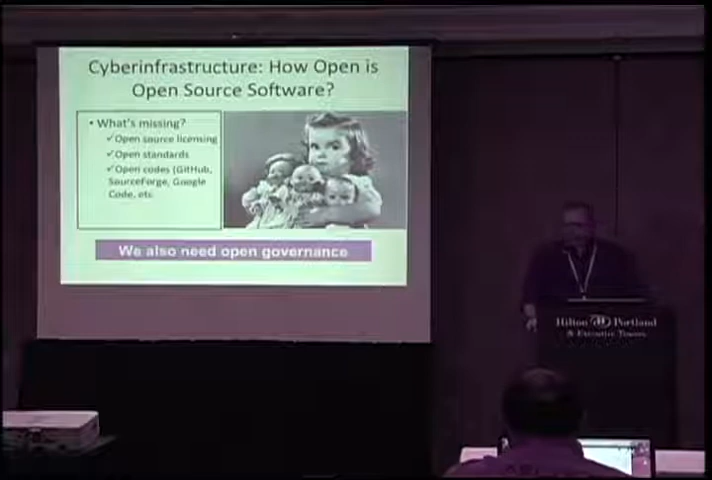 Cyberinfrastructure: How Open is
Open Source Software?
• What's missing?
✓Open source licensing
✓Open standards
✓Open codes (GitHub,
SourceForge, Google
Code, etc
We also need open governance
Hilton Portland
& Executive Tower